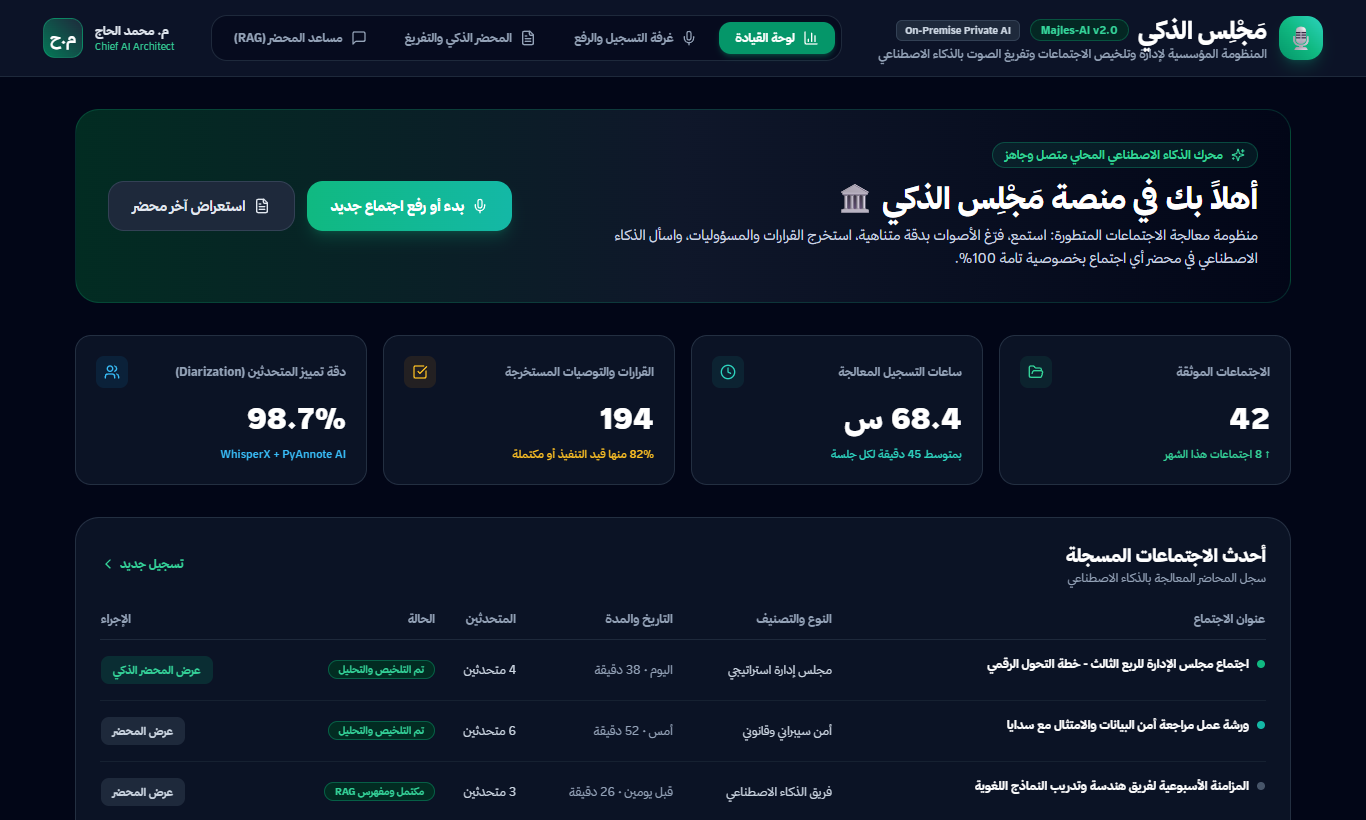 مَجْلِس الذكي
Majles-AI v2.0
On-Premise Private AI
المنظومة المؤسسية لإدارة وتلخيص الاجتماعات وتفريغ الصوت بالذكاء الاصطناعي
لوحة القيادة
غرفة التسجيل والرفع
المحضر الذكي والتفريغ
مساعد المحضر (RAG)
م. محمد الحاج
Chief AI Architect
م.ح
محرك الذكاء الاصطناعي المحلي متصل وجاهز
أهلاً بك في منصة مَجْلِس الذكي
منظومة معالجة الاجتماعات المتطورة: استمع، فرّغ الأصوات بدقة متناهية، استخرج القرارات والمسؤوليات، واسأل الذكاء
الاصطناعي في محضر أي اجتماع بخصوصية تامة 100%.
بدء أو رفع اجتماع جديد
استعراض آخر محضر
الاجتماعات الموثقة
42
↑ 8 اجتماعات هذا الشهر
ساعات التسجيل المعالجة
68.4 س
بمتوسط 45 دقيقة لكل جلسة
القرارات والتوصيات المستخرجة
194
82% منها قيد التنفيذ أو مكتملة
دقة تمييز المتحدثين (Diarization)
98.7%
WhisperX + PyAnnote AI
أحدث الاجتماعات المسجلة
سجل المحاضر المعالجة بالذكاء الاصطناعي
تسجيل جديد
عنوان الاجتماع النوع والتصنيف التاريخ والمدة المتحدثين الحالة الإجراء
اجتماع مجلس الإدارة للربع الثالث - خطة التحول الرقمي مجلس إدارة استراتيجي اليوم · 38 دقيقة 4 متحدثين تم التلخيص والتحليل عرض المحضر الذكي
ورشة عمل مراجعة أمن البيانات والامتثال مع سدايا أمن سيبراني وقانوني أمس · 52 دقيقة 6 متحدثين تم التلخيص والتحليل عرض المحضر
المزامنة الأسبوعية لفريق هندسة وتدريب النماذج اللغوية فريق الذكاء الاصطناعي قبل يومين · 26 دقيقة 3 متحدثين مكتمل ومفهرس RAG عرض المحضر